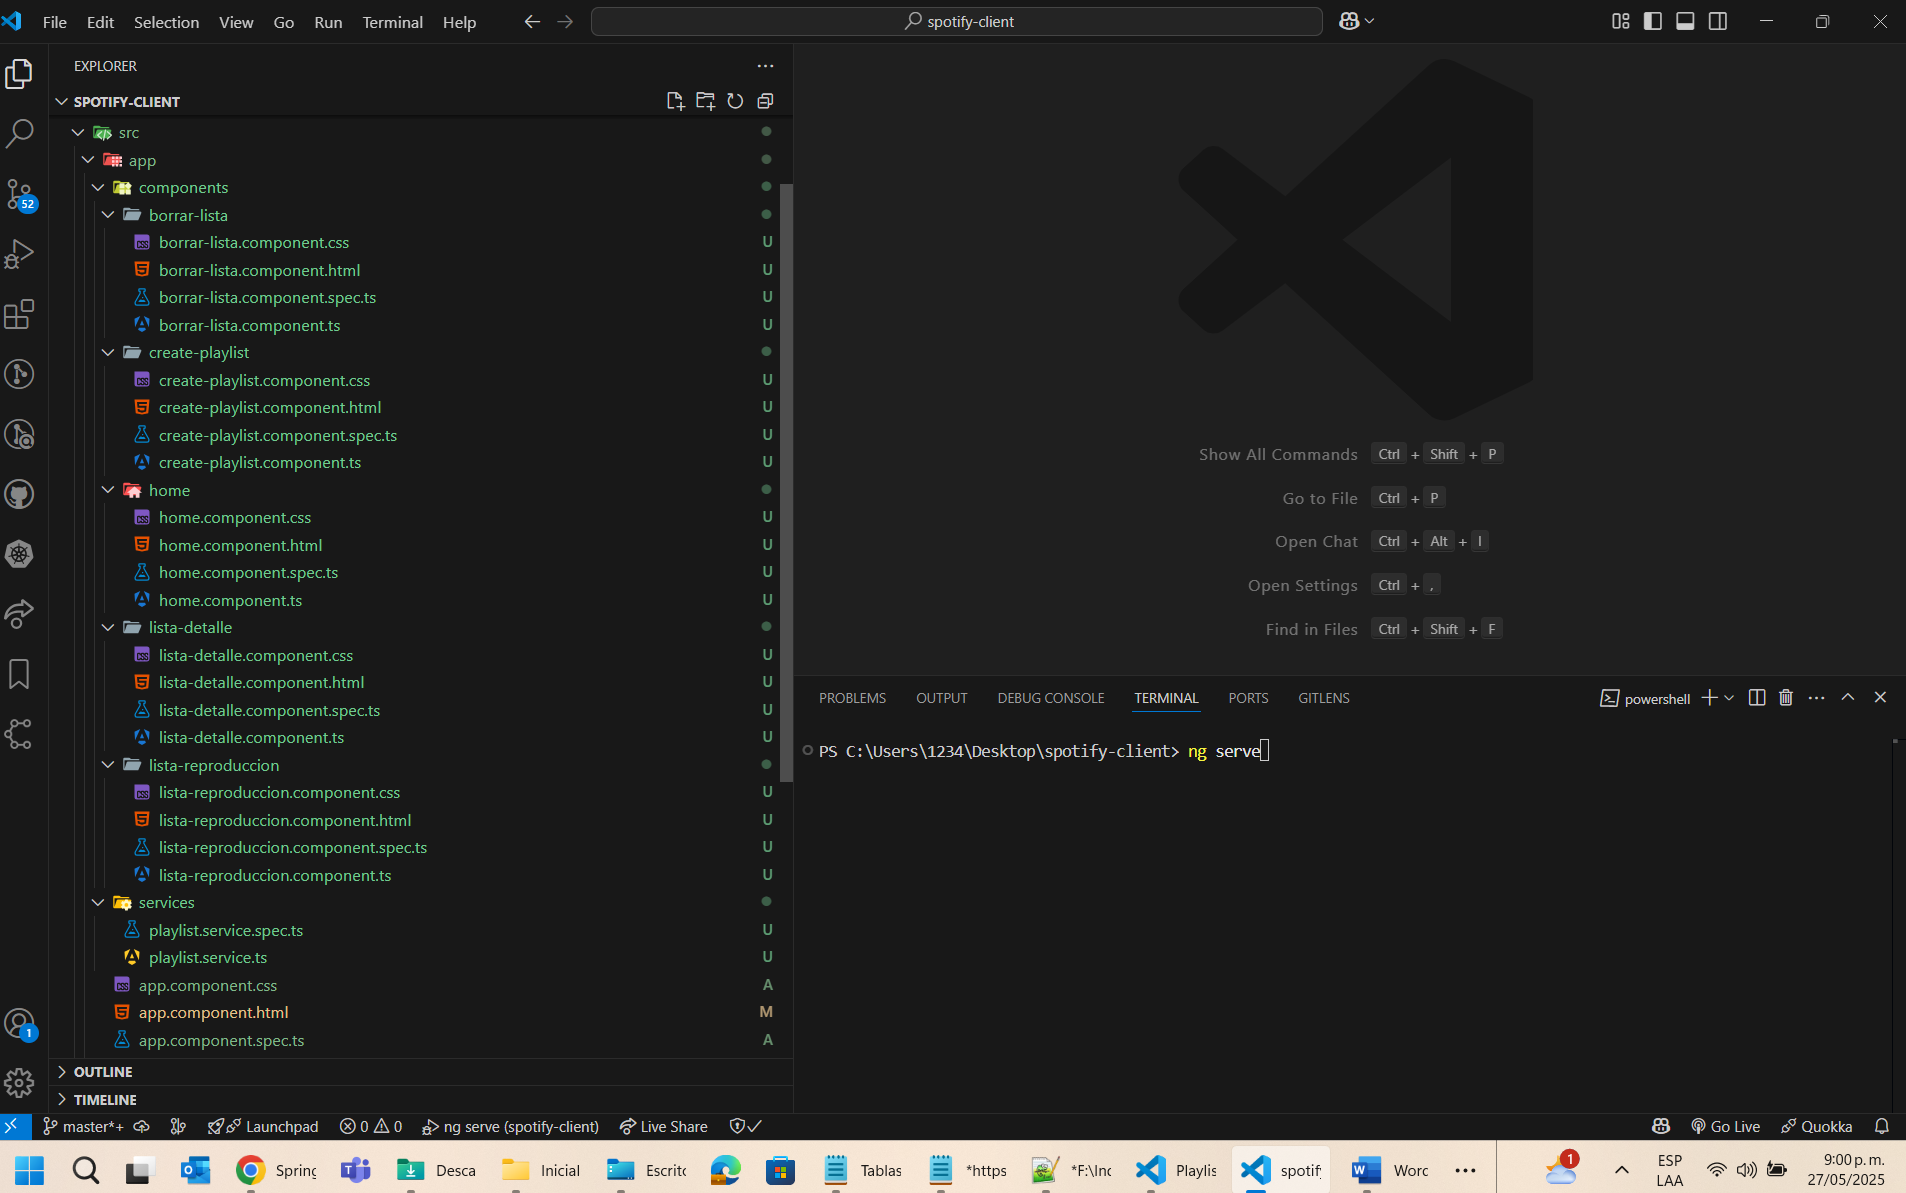 File Edit Selection View Go Run Terminal Help
spotify-client
EXPLORER
SPOTIFY-CLIENT
src
app
components
borrar-lista
borrar-lista.component.css U
borrar-lista.component.html U
borrar-lista.component.spec.ts U
borrar-lista.component.ts U
create-playlist
create-playlist.component.css U
create-playlist.component.html U
create-playlist.component.spec.ts U
create-playlist.component.ts U
home
home.component.css U
home.component.html U
home.component.spec.ts U
home.component.ts U
lista-detalle
lista-detalle.component.css U
lista-detalle.component.html U
lista-detalle.component.spec.ts U
lista-detalle.component.ts U
lista-reproduccion
lista-reproduccion.component.css U
lista-reproduccion.component.html U
lista-reproduccion.component.spec.ts U
lista-reproduccion.component.ts U
services
playlist.service.spec.ts U
playlist.service.ts U
app.component.css A
app.component.html M
app.component.spec.ts A
OUTLINE
TIMELINE
52
1
Show All Commands Ctrl + Shift + P
Go to File Ctrl + P
Open Chat Ctrl + Alt + I
Open Settings Ctrl + ,
Find in Files Ctrl + Shift + F
PROBLEMS OUTPUT DEBUG CONSOLE TERMINAL PORTS GITLENS powershell
PS C:\Users\1234\Desktop\spotify-client> ng serve
master*+ Launchpad 0 0 ng serve (spotify-client) Live Share Go Live Quokka
Spring Desca Inicial Escrito Tablas *https *F:\Inc Playlis spotify Worc 1 ESP LAA 9:00 p. m. 27/05/2025